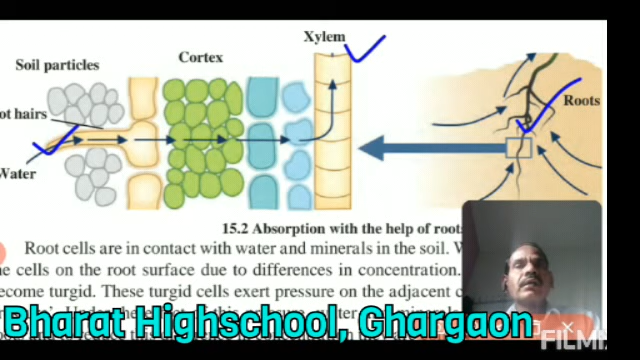 Xylem
Cortex
Soil particles
ot hairs
Roots
Water
15.2 Absorption with the help of root
Root cells are in contact with water and minerals in the soil. W
e cells on the root surface due to differences in concentration.
ecome turgid. These turgid cells exert pressure on the adjacent c
Bharat Highschool, Ghargaon
FILMI